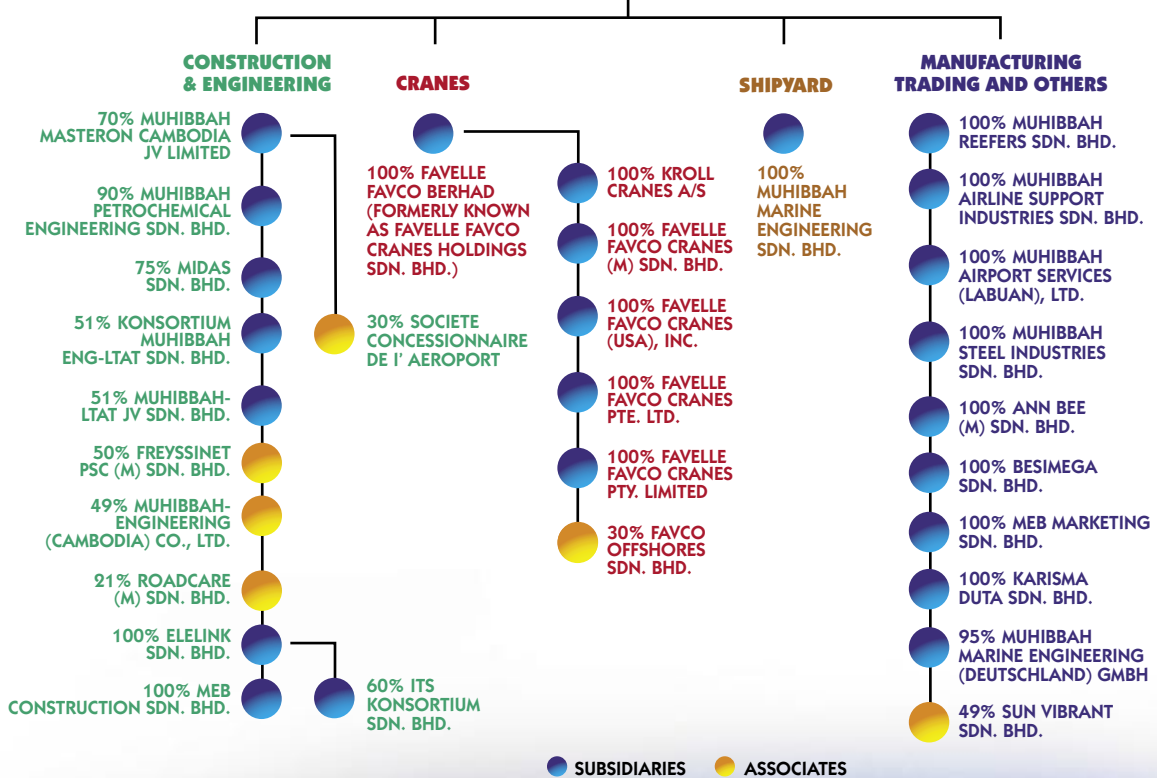 CONSTRUCTION
& ENGINEERING
70% MUHIBBAH
MASTERON CAMBODIA
JV LIMITED
90% MUHIBBAH
PETROCHEMICAL
ENGINEERING SDN. BHD.
75% MIDAS
SDN. BHD.
51% KONSORTIUM
MUHIBBAH
ENG-LTAT SDN. BHD.
51% MUHIBBAH-
LTAT JV SDN. BHD.
50% FREYSSINET
PSC (M) SDN. BHD.
49% MUHIBBAH-
ENGINEERING
(CAMBODIA) CO., LTD.
21% ROADCARE
(M) SDN. BHD.
100% ELELINK
SDN. BHD.
100% MEB
CONSTRUCTION SDN. BHD.
30% SOCIETE
CONCESSIONNAIRE
DE L' AEROPORT
60% ITS
KONSORTIUM
SDN. BHD.
CRANES
100% FAVELLE
FAVCO BERHAD
(FORMERLY KNOWN
AS FAVELLE FAVCO
CRANES HOLDINGS
SDN. BHD.)
100% KROLL
CRANES A/S
100% FAVELLE
FAVCO CRANES
(M) SDN. BHD.
100% FAVELLE
FAVCO CRANES
(USA), INC.
100% FAVELLE
FAVCO CRANES
PTE. LTD.
100% FAVELLE
FAVCO CRANES
PTY. LIMITED
30% FAVCO
OFFSHORES
SDN. BHD.
SHIPYARD
100%
MUHIBBAH
MARINE
ENGINEERING
SDN. BHD.
MANUFACTURING
TRADING AND OTHERS
100% MUHIBBAH
REEFERS SDN. BHD.
100% MUHIBBAH
AIRLINE SUPPORT
INDUSTRIES SDN. BHD.
100% MUHIBBAH
AIRPORT SERVICES
(LABUAN), LTD.
100% MUHIBBAH
STEEL INDUSTRIES
SDN. BHD.
100% ANN BEE
(M) SDN. BHD.
100% BESIMEGA
SDN. BHD.
100% MEB MARKETING
SDN. BHD.
100% KARISMA
DUTA SDN. BHD.
95% MUHIBBAH
MARINE ENGINEERING
(DEUTSCHLAND) GMBH
49% SUN VIBRANT
SDN. BHD.
SUBSIDIARIES
ASSOCIATES